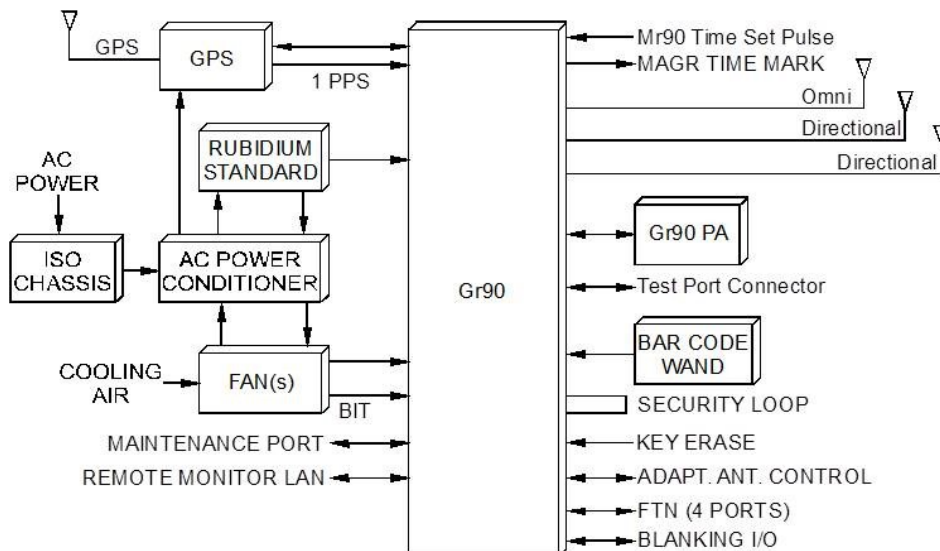 GPS
GPS
1 PPS
Mr90 Time Set Pulse
MAGR TIME MARK
Omni
Directional
Directional
RUBIDIUM
STANDARD
AC
POWER
ISO
CHASSIS
AC POWER
CONDITIONER
Gr90
Gr90 PA
Test Port Connector
BAR CODE
WAND
COOLING
AIR
FAN(s)
BIT
SECURITY LOOP
MAINTENANCE PORT
KEY ERASE
REMOTE MONITOR LAN
ADAPT. ANT. CONTROL
FTN (4 PORTS)
BLANKING I/O